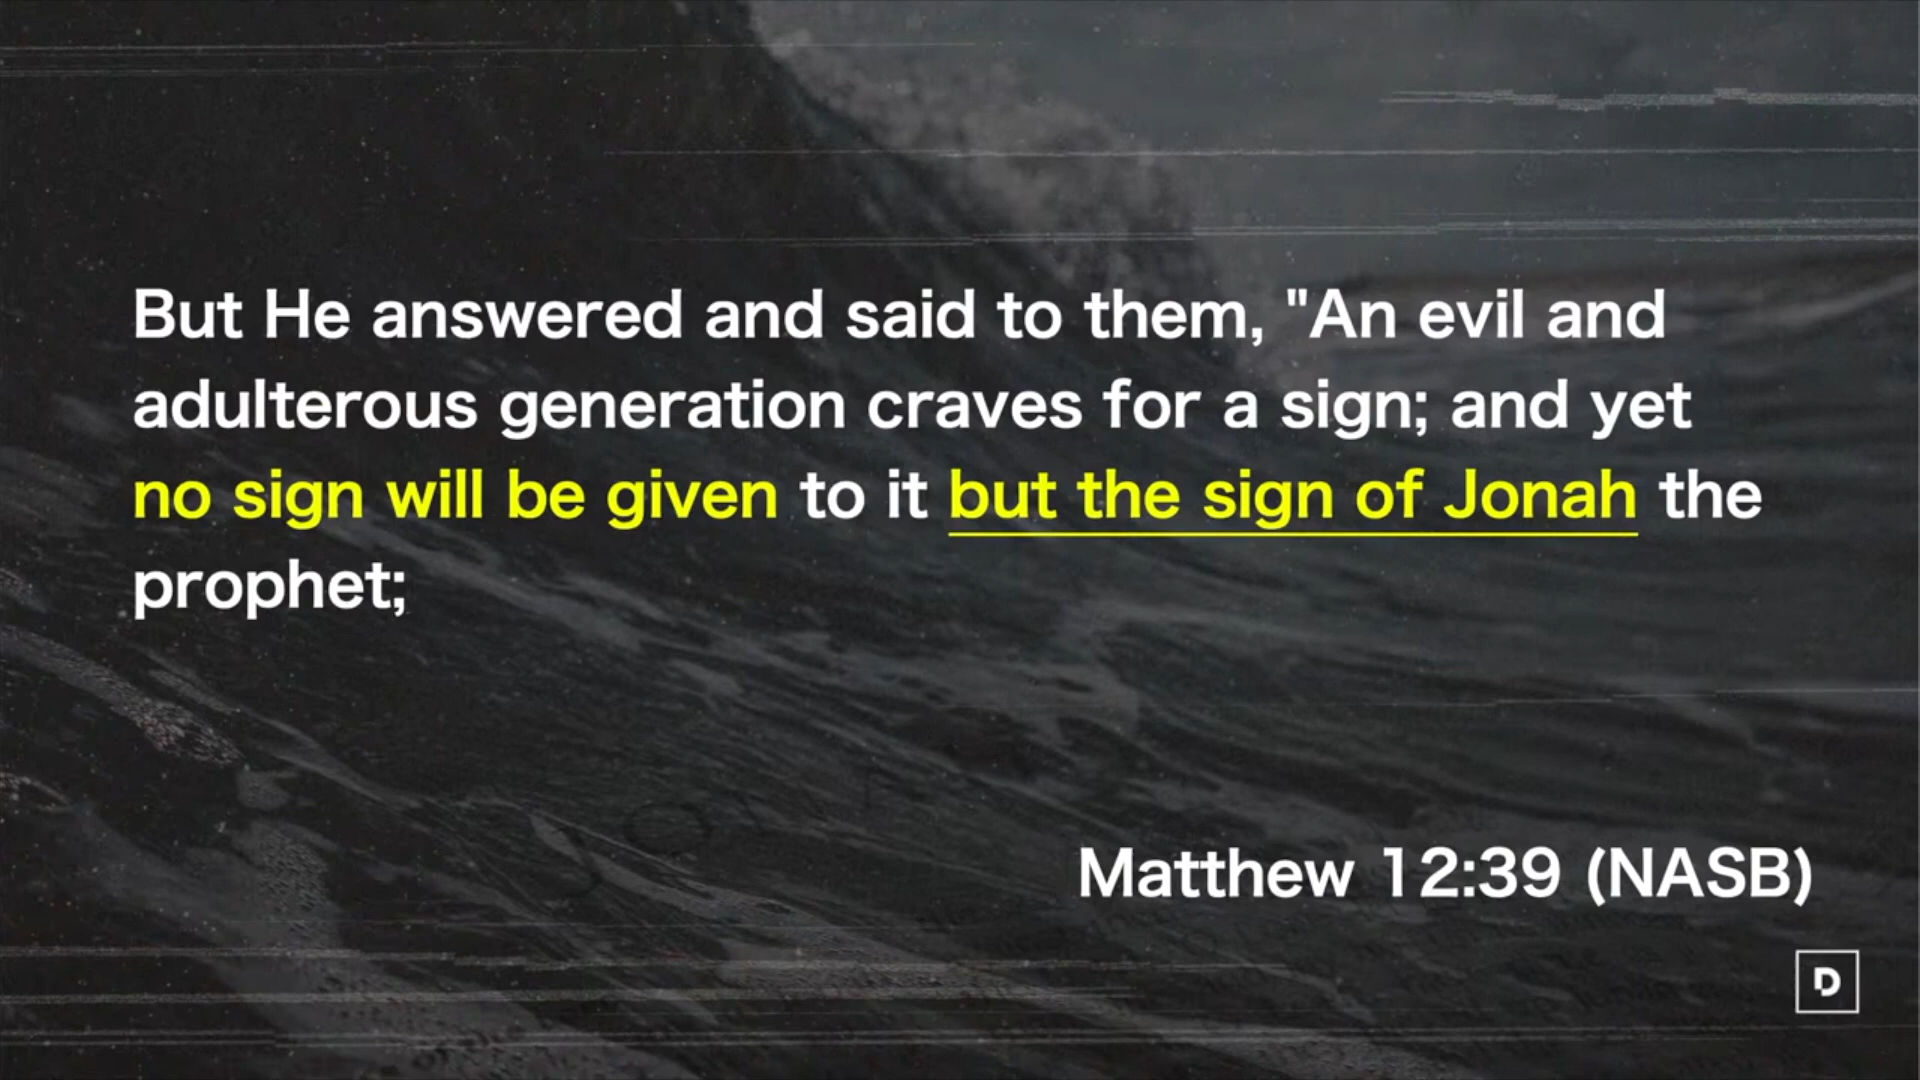 But He answered and said to them, "An evil and
adulterous generation craves for a sign; and yet
no sign will be given to it but the sign of Jonah the
prophet;
Matthew 12:39 (NASB)
D